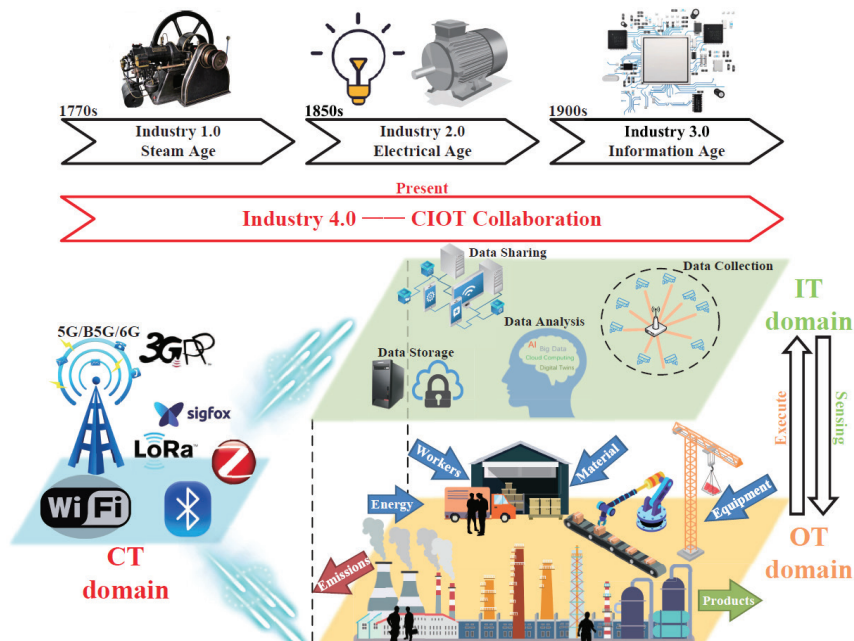 1770s
1850s
1900s
Industry 1.0
Steam Age
Industry 2.0
Electrical Age
Industry 3.0
Information Age
Present
Industry 4.0 —— CIOT Collaboration
Data Sharing
Data Collection
IT
domain
5G/B5G/6G
3GPP
Data Analysis
AI
Big Data
Cloud Computing
Digital Twins
Data Storage
sigfox
LoRa™
Z
Execute
Sensing
Workers
Material
Energy
Equipment
WiFi
CT
domain
OT
domain
Emissions
Products